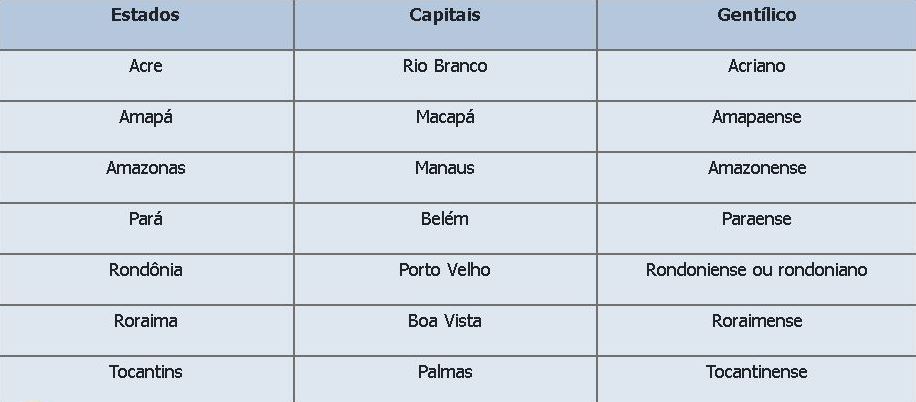 Estados Capitais Gentílico
Acre Rio Branco Acriano
Amapá Macapá Amapaense
Amazonas Manaus Amazonense
Pará Belém Paraense
Rondônia Porto Velho Rondoniense ou rondoniano
Roraima Boa Vista Roraimense
Tocantins Palmas Tocantinense